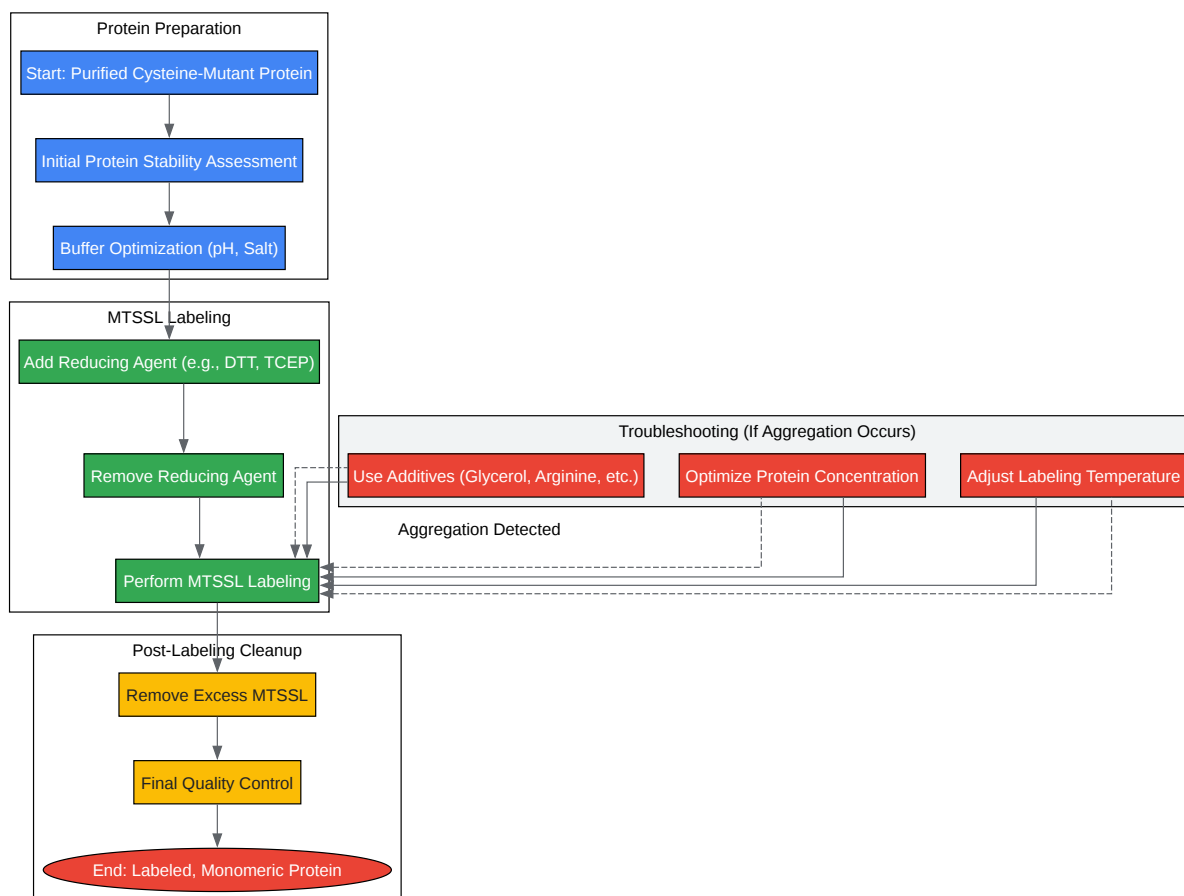 Protein Preparation
Start: Purified Cysteine-Mutant Protein
Initial Protein Stability Assessment
Buffer Optimization (pH, Salt)
MTSSL Labeling
Add Reducing Agent (e.g., DTT, TCEP)
Remove Reducing Agent
Perform MTSSL Labeling
Troubleshooting (If Aggregation Occurs)
Use Additives (Glycerol, Arginine, etc.)
Optimize Protein Concentration
Adjust Labeling Temperature
Aggregation Detected
Post-Labeling Cleanup
Remove Excess MTSSL
Final Quality Control
End: Labeled, Monomeric Protein